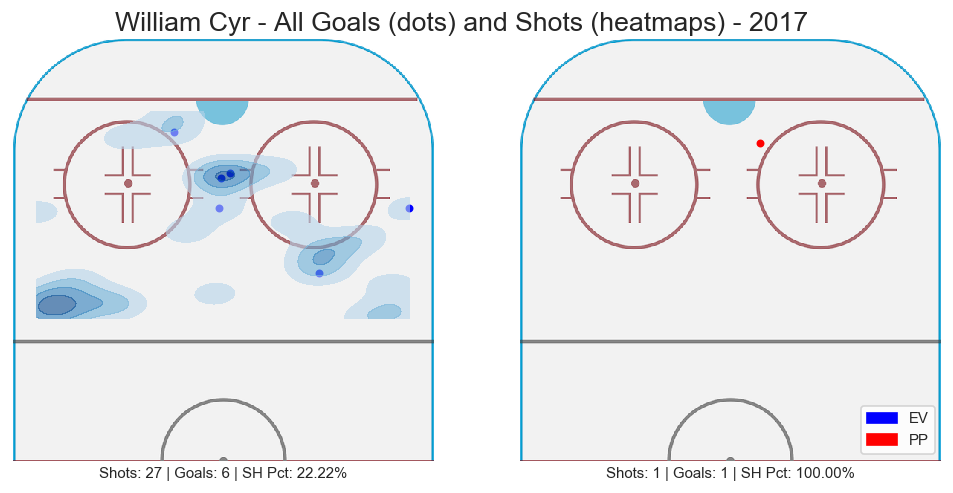 William Cyr - All Goals (dots) and Shots (heatmaps) - 2017
EV
PP
Shots: 27 | Goals: 6 | SH Pct: 22.22%
Shots: 1 | Goals: 1 | SH Pct: 100.00%